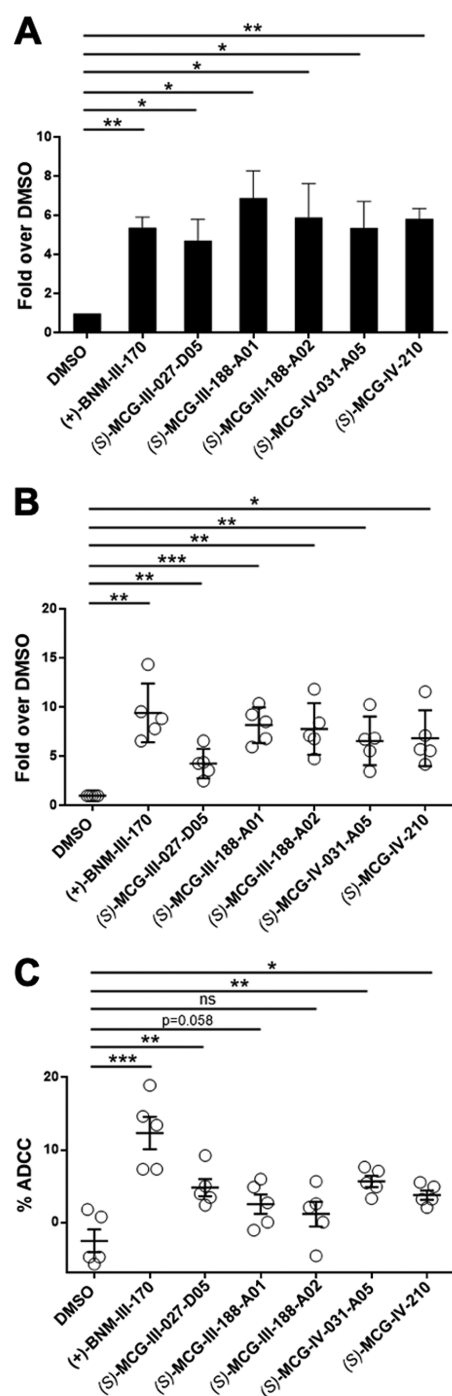 A
**
*
*
*
*
**
Fold over DMSO
10
8
6
4
2
0
DMSO
(+)-BNM-III-170
(S)-MCG-III-027-D05
(S)-MCG-III-188-A01
(S)-MCG-III-188-A02
(S)-MCG-IV-031-A05
(S)-MCG-IV-210
B
*
**
**
***
**
**
Fold over DMSO
20
15
10
5
0
DMSO
(+)-BNM-III-170
(S)-MCG-III-027-D05
(S)-MCG-III-188-A01
(S)-MCG-III-188-A02
(S)-MCG-IV-031-A05
(S)-MCG-IV-210
C
*
**
ns
p=0.058
**
***
% ADCC
20
10
0
DMSO
(+)-BNM-III-170
(S)-MCG-III-027-D05
(S)-MCG-III-188-A01
(S)-MCG-III-188-A02
(S)-MCG-IV-031-A05
(S)-MCG-IV-210